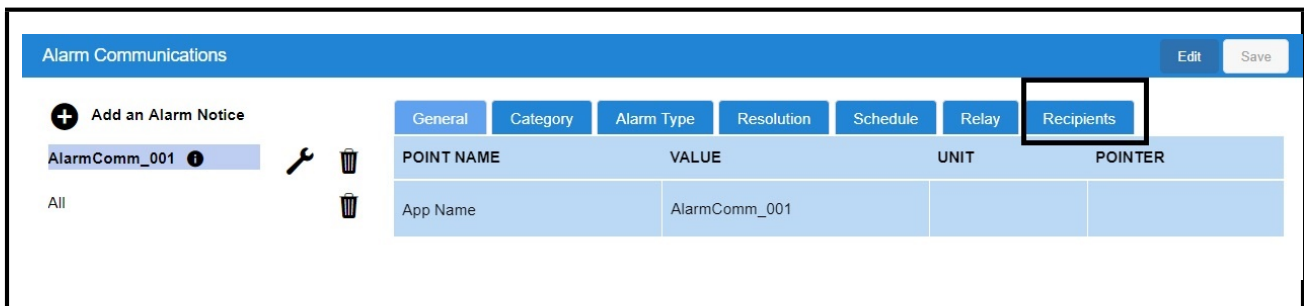 Alarm Communications Edit Save
Add an Alarm Notice
General Category Alarm Type Resolution Schedule Relay Recipients
AlarmComm_001
POINT NAME VALUE UNIT POINTER
All
App Name AlarmComm_001